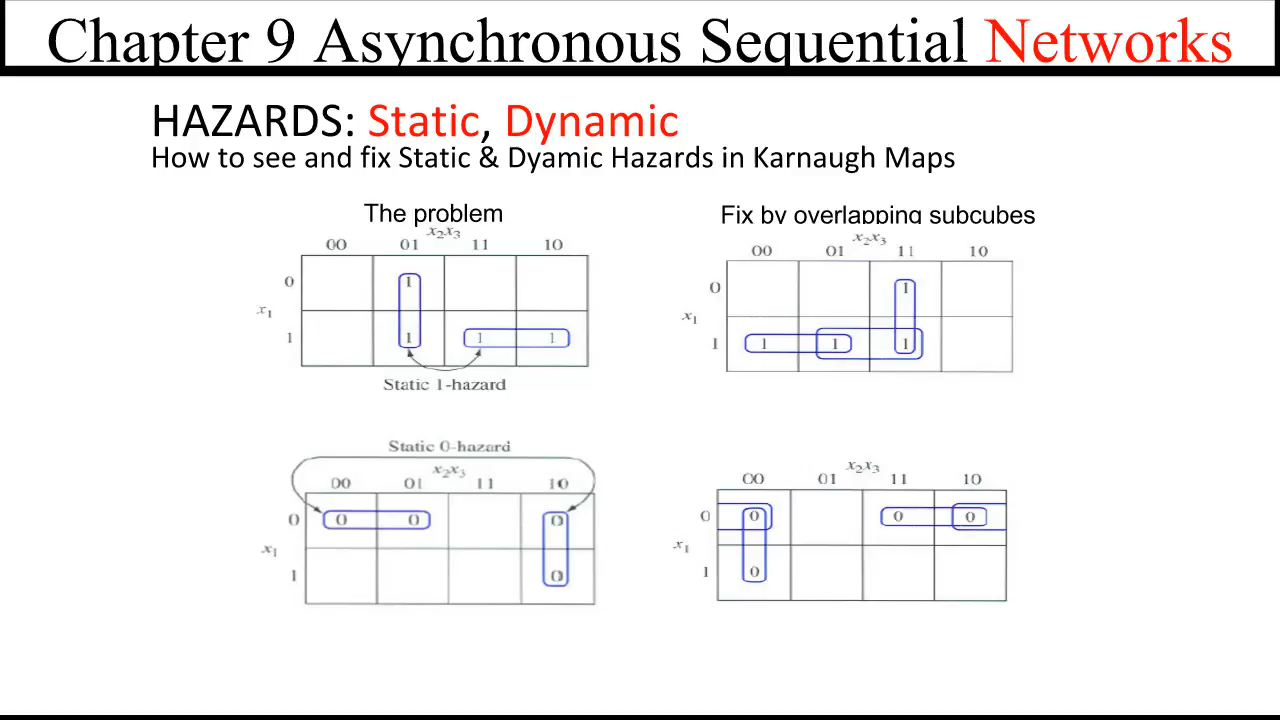 Chapter 9 Asynchronous Sequential Networks
HAZARDS: Static, Dynamic
How to see and fix Static & Dyamic Hazards in Karnaugh Maps
The problem
x2x3
00 01 11 10
0 1
x1
1 1 1 1
Static 1-hazard
Fix by overlapping subcubes
x2x3
00 01 11 10
0 1
x1
1 1 1 1
Static 0-hazard
x2x3
00 01 11 10
0 0 0 0
x1
1 0
x2x3
00 01 11 10
0 0 0 0
x1
1 0